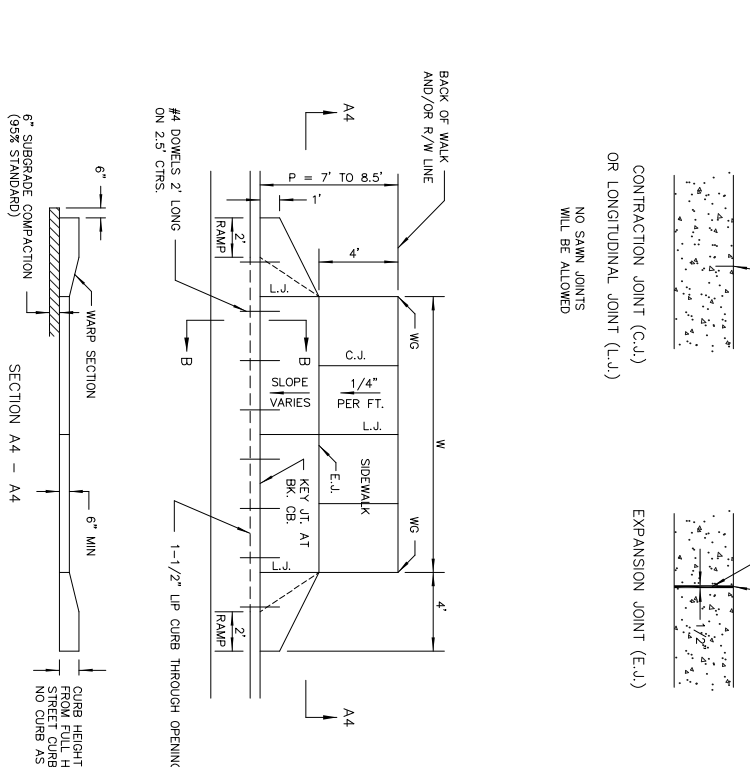 CONTRACTION JOINT (C.J.)
OR LONGITUDINAL JOINT (L.J.)
NO SAWN JOINTS
WILL BE ALLOWED
EXPANSION JOINT (E.J.)
1/2"
BACK OF WALK
AND/OR R/W LINE
A4
A4
P = 7' TO 8.5'
1'
4'
2'
RAMP
L.J.
WG
C.J.
1/4"
PER FT.
SLOPE
VARIES
L.J.
W
SIDEWALK
E.J.
KEY JT. AT
BK. CB.
WG
L.J.
4'
2'
RAMP
B
B
#4 DOWELS 2' LONG
ON 2.5' CTRS.
1-1/2" LIP CURB THROUGH OPENING
6"
WARP SECTION
6" SUBGRADE COMPACTION
(95% STANDARD)
6" MIN
SECTION A4 - A4
CURB HEIGHT
FROM FULL H
STREET CURB
NO CURB AS